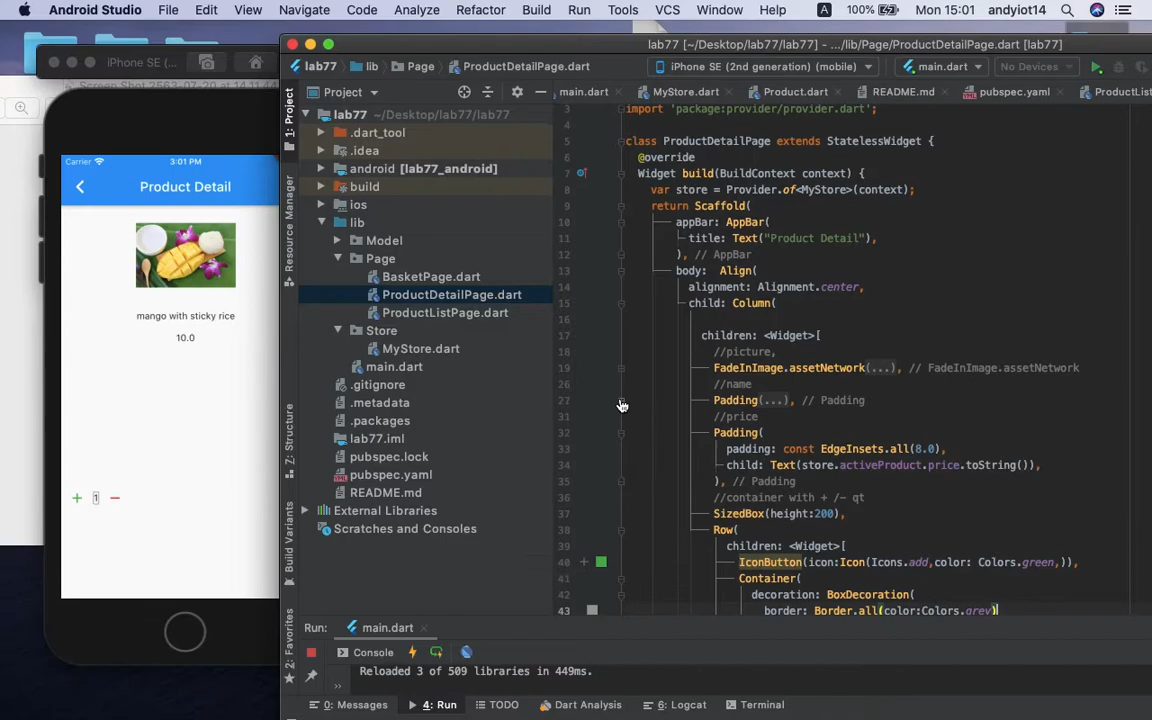 Android Studio File Edit View Navigate Code Analyze Refactor Build Run Tools VCS Window Help 100% A Mon 15:01 andyiot14
iPhone SE (...
lab77 [~/Desktop/lab77/lab77] - .../lib/Page/ProductDetailPage.dart [lab77]
lab77 lib Page ProductDetailPage.dart iPhone SE (2nd generation) (mobile) main.dart No Devices
Project main.dart MyStore.dart Product.dart README.md pubspec.yaml ProductList
1: Project
Resource Manager
Z: Structure
Build Variants
2: Favorites
Carrier 3:01 PM
Product Detail
mango with sticky rice
10.0
+ 1 −
lab77 ~/Desktop/lab77/lab77
.dart_tool
.idea
android [lab77_android]
build
ios
lib
Model
Page
BasketPage.dart
ProductDetailPage.dart
ProductListPage.dart
Store
MyStore.dart
main.dart
.gitignore
.metadata
.packages
lab77.iml
pubspec.lock
pubspec.yaml
README.md
External Libraries
Scratches and Consoles
3 import 'package:provider/provider.dart';
4
5 class ProductDetailPage extends StatelessWidget {
6 @override
7 Widget build(BuildContext context) {
8 var store = Provider.of<MyStore>(context);
9 return Scaffold(
10 appBar: AppBar(
11 title: Text("Product Detail"),
12 ), // AppBar
13 body: Align(
14 alignment: Alignment.center,
15 child: Column(
16
17 children: <Widget>[
18 //picture,
19 FadeInImage.assetNetwork(...), // FadeInImage.assetNetwork
26 //name
27 Padding(...), // Padding
31 //price
32 Padding(
33 padding: const EdgeInsets.all(8.0),
34 child: Text(store.activeProduct.price.toString()),
35 ), // Padding
36 //container with + /- qt
37 SizedBox(height:200),
38 Row(
39 children: <Widget>[
40 IconButton(icon:Icon(Icons.add,color: Colors.green,)),
41 Container(
42 decoration: BoxDecoration(
43 border: Border.all(color:Colors.grey)
Run: main.dart
Console
Reloaded 3 of 509 libraries in 449ms.
0: Messages 4: Run TODO Dart Analysis 6: Logcat Terminal